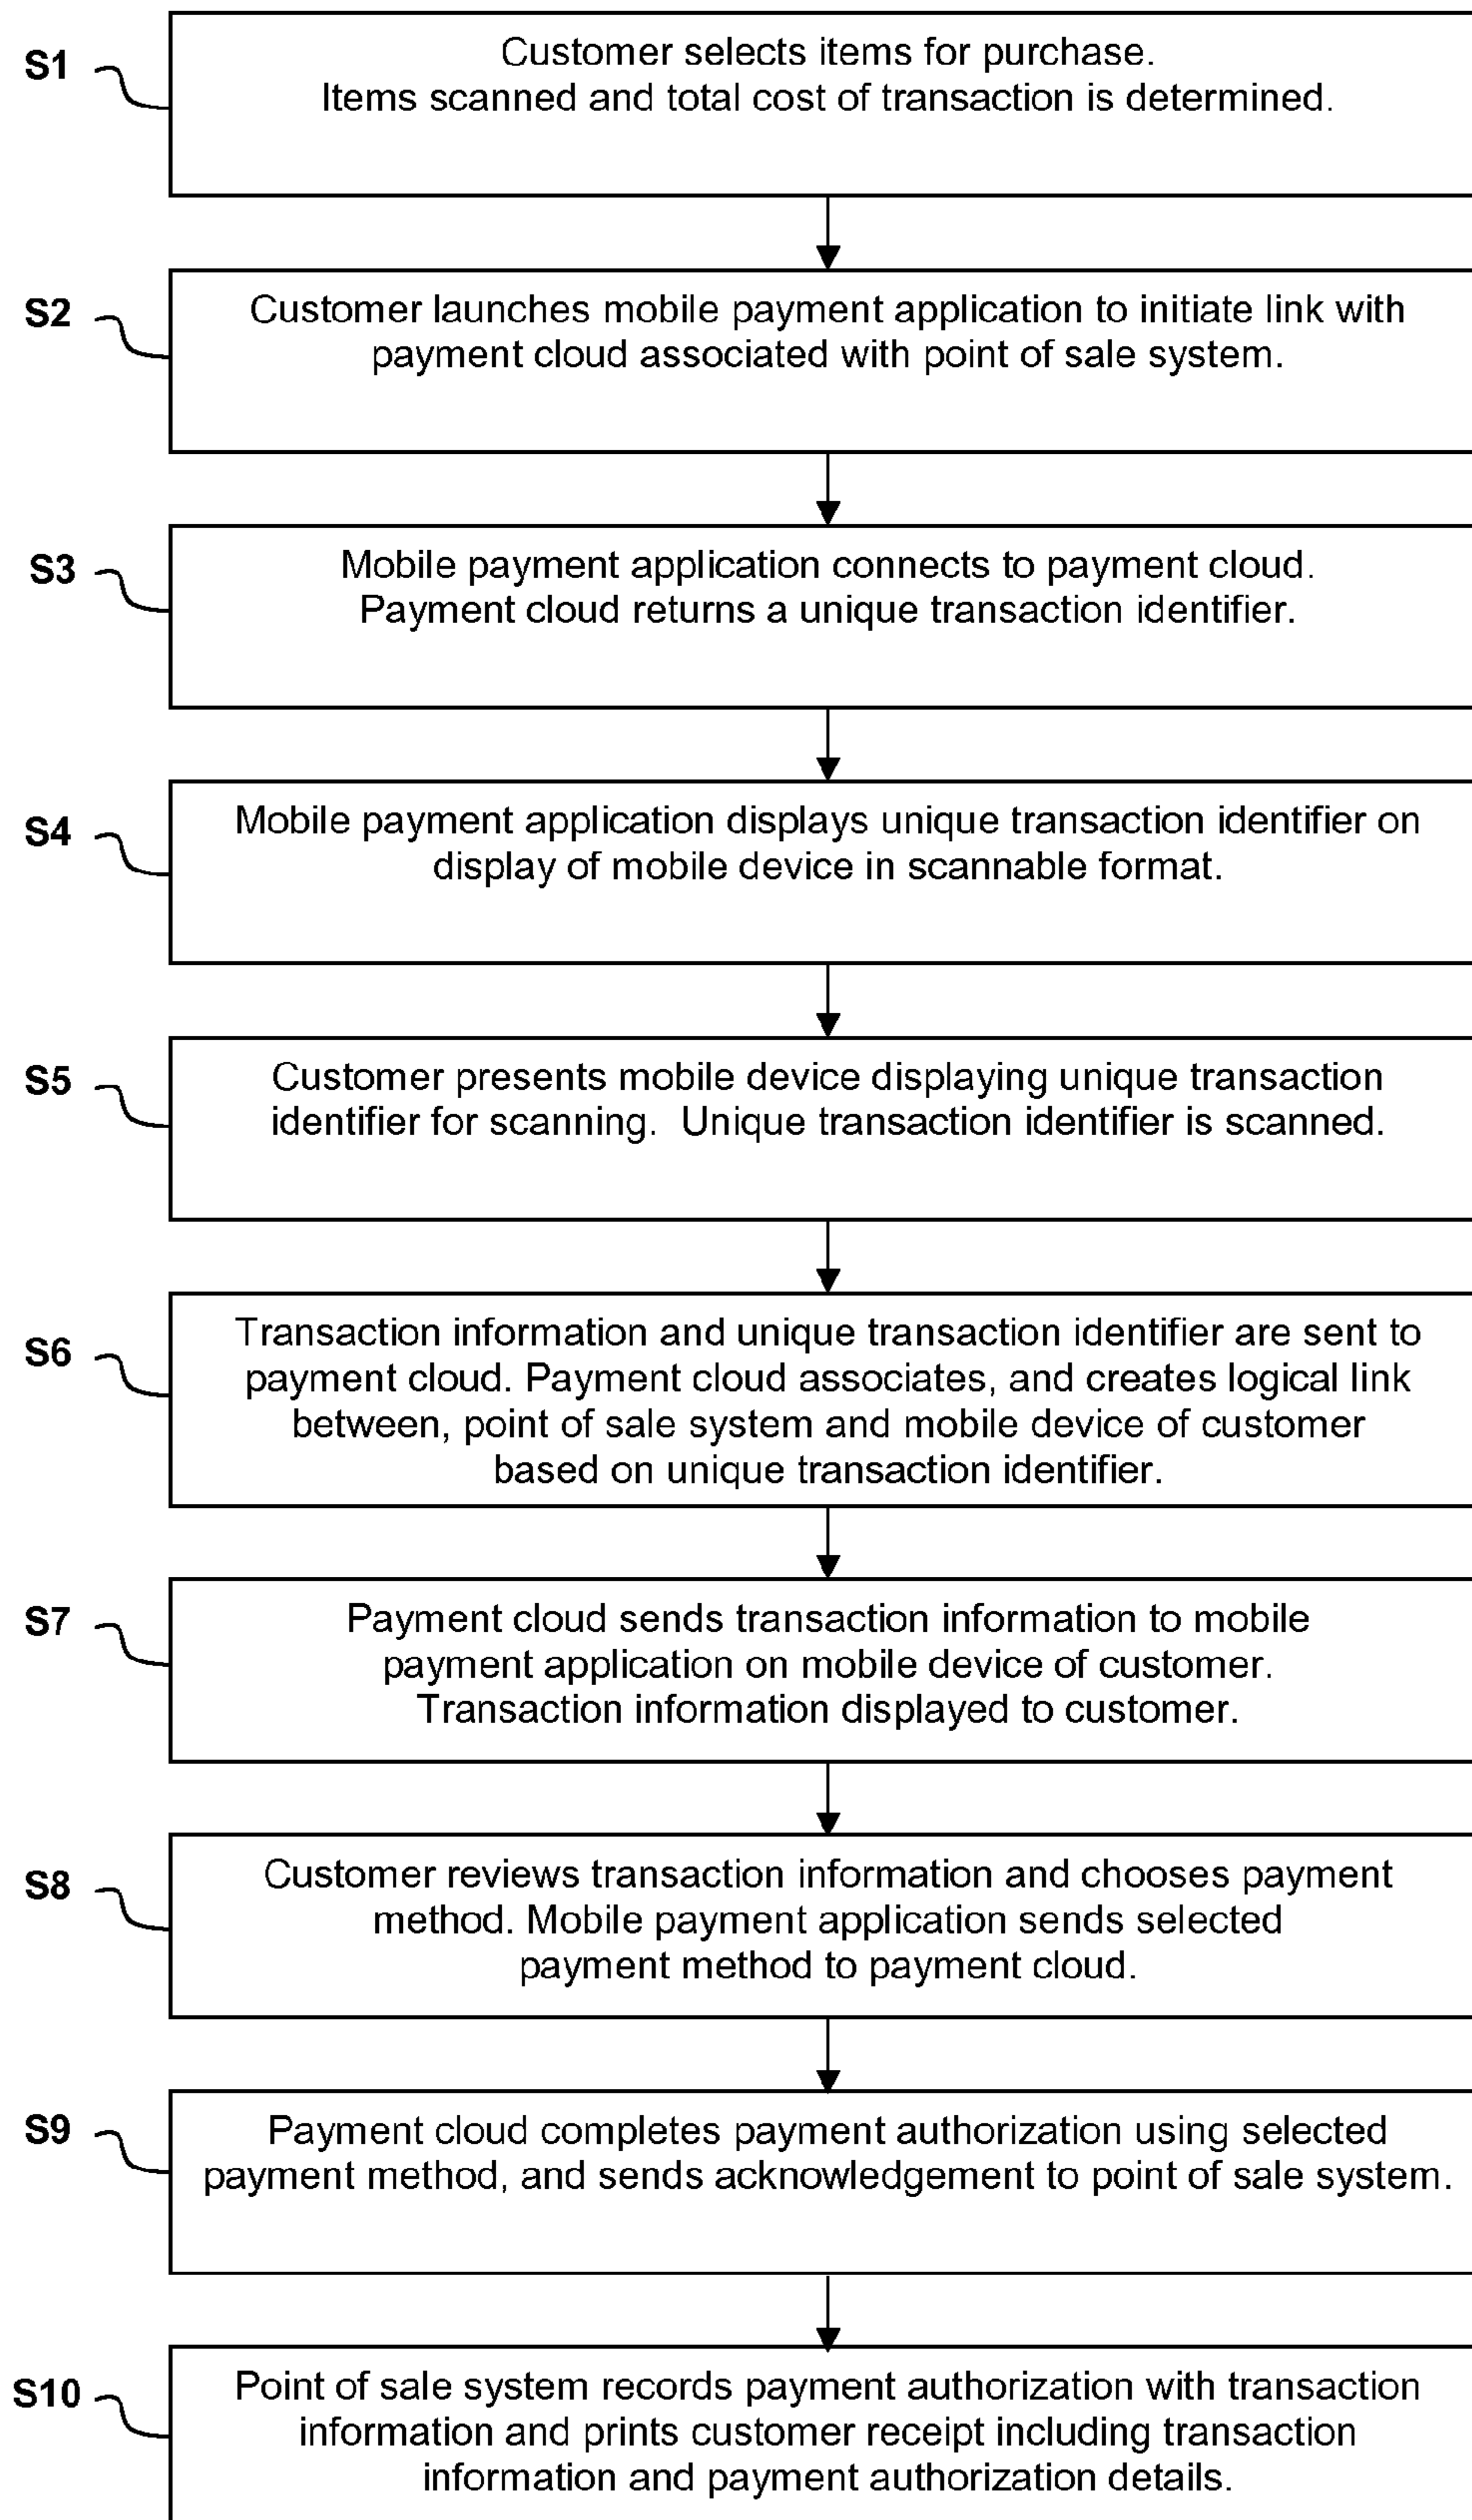 S1
Customer selects items for purchase.
Items scanned and total cost of transaction is determined.
S2
Customer launches mobile payment application to initiate link with
payment cloud associated with point of sale system.
S3
Mobile payment application connects to payment cloud.
Payment cloud returns a unique transaction identifier.
S4
Mobile payment application displays unique transaction identifier on
display of mobile device in scannable format.
S5
Customer presents mobile device displaying unique transaction
identifier for scanning.  Unique transaction identifier is scanned.
S6
Transaction information and unique transaction identifier are sent to
payment cloud. Payment cloud associates, and creates logical link
between, point of sale system and mobile device of customer
based on unique transaction identifier.
S7
Payment cloud sends transaction information to mobile
payment application on mobile device of customer.
Transaction information displayed to customer.
S8
Customer reviews transaction information and chooses payment
method. Mobile payment application sends selected
payment method to payment cloud.
S9
Payment cloud completes payment authorization using selected
payment method, and sends acknowledgement to point of sale system.
S10
Point of sale system records payment authorization with transaction
information and prints customer receipt including transaction
information and payment authorization details.